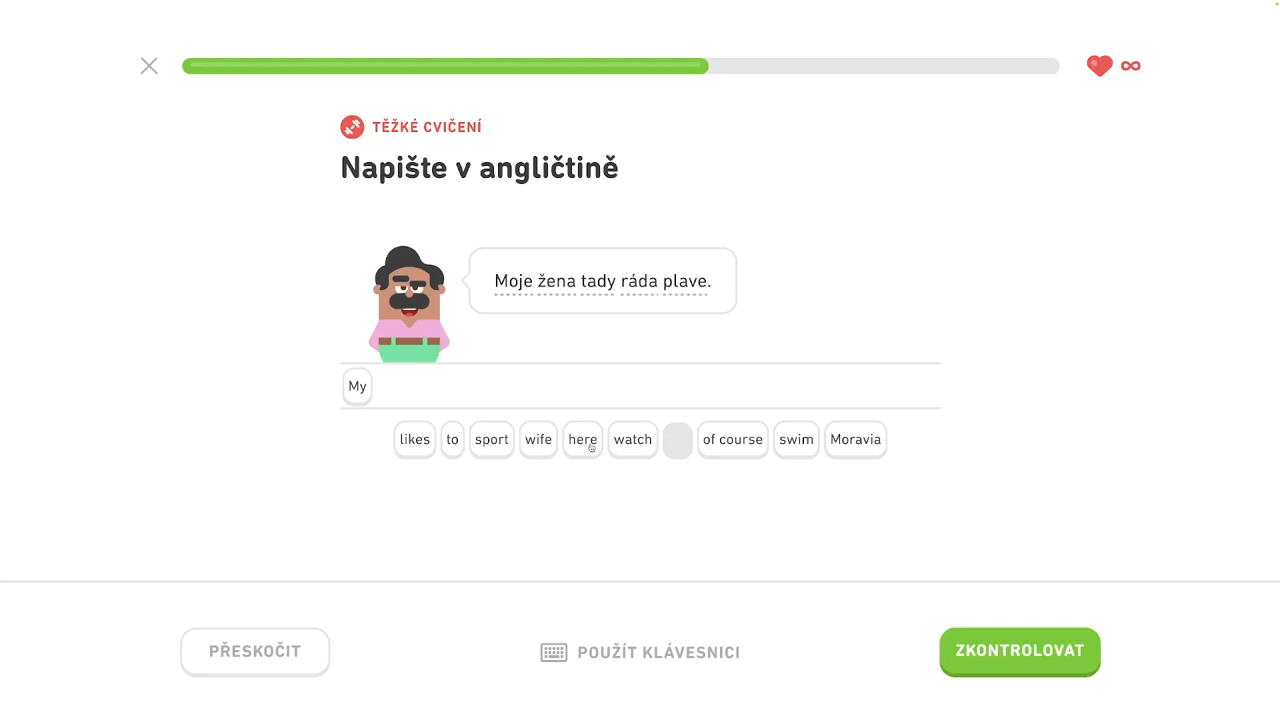 ∞
TĚŽKÉ CVIČENÍ
Napište v angličtině
Moje žena tady ráda plave.
My
likes to sport wife here watch of course swim Moravia
PŘESKOČIT POUŽÍT KLÁVESNICI ZKONTROLOVAT